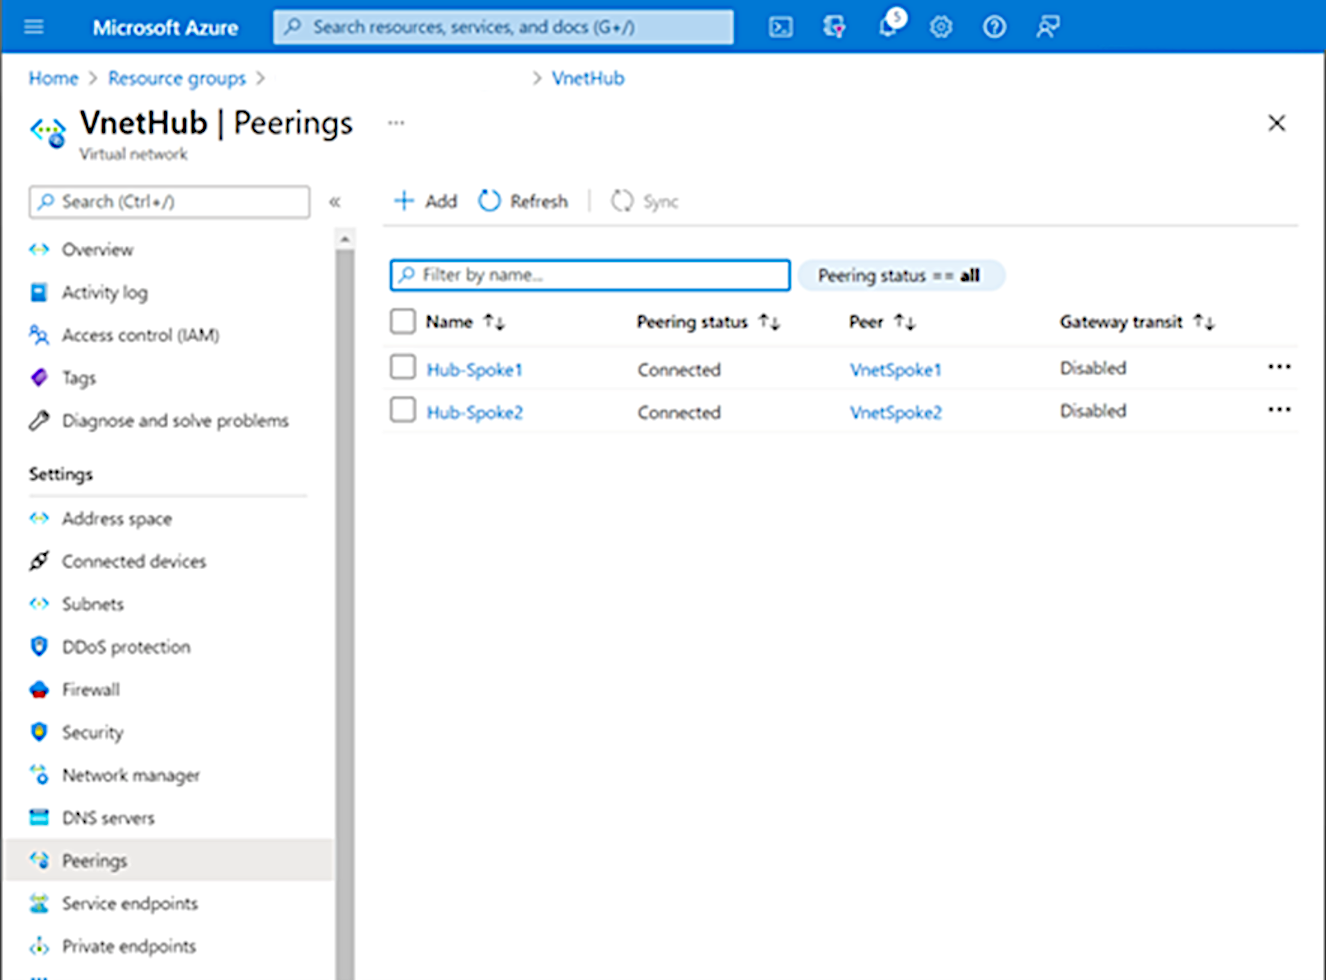 Microsoft Azure
Search resources, services, and docs (G+/)
5
Home > Resource groups > > VnetHub
VnetHub | Peerings ...
Virtual network
Search (Ctrl+/) «
Overview
Activity log
Access control (IAM)
Tags
Diagnose and solve problems
Settings
Address space
Connected devices
Subnets
DDoS protection
Firewall
Security
Network manager
DNS servers
Peerings
Service endpoints
Private endpoints
+ Add Refresh | Sync
Filter by name... Peering status == all
Name ↑↓ Peering status ↑↓ Peer ↑↓ Gateway transit ↑↓
Hub-Spoke1 Connected VnetSpoke1 Disabled ...
Hub-Spoke2 Connected VnetSpoke2 Disabled ...